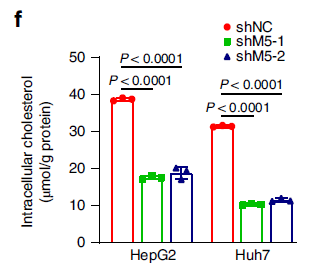 f
shNC
shM5-1
shM5-2
P < 0.0001
P < 0.0001
P < 0.0001
P < 0.0001
Intracellular cholesterol
(μmol/g protein)
50
40
30
20
10
0
HepG2
Huh7